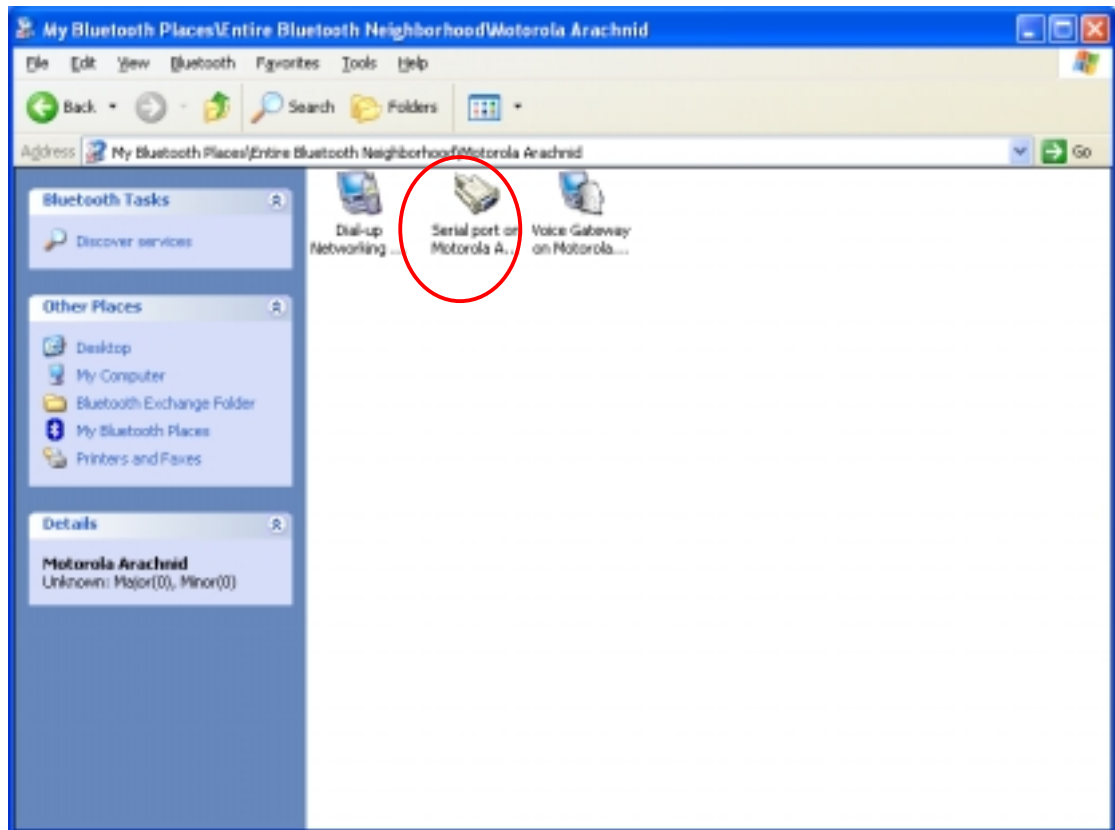 My Bluetooth Places\Entire Bluetooth Neighborhood\Motorola Arachnid
File Edit View Bluetooth Favorites Tools Help
Back Search Folders
Address My Bluetooth Places\Entire Bluetooth Neighborhood\Motorola Arachnid Go
Bluetooth Tasks
Discover services
Other Places
Desktop
My Computer
Bluetooth Exchange Folder
My Bluetooth Places
Printers and Faxes
Details
Motorola Arachnid
Unknown: Major(0), Minor(0)
Dial-up
Networking ...
Serial port on
Motorola A...
Voice Gateway
on Motorola....